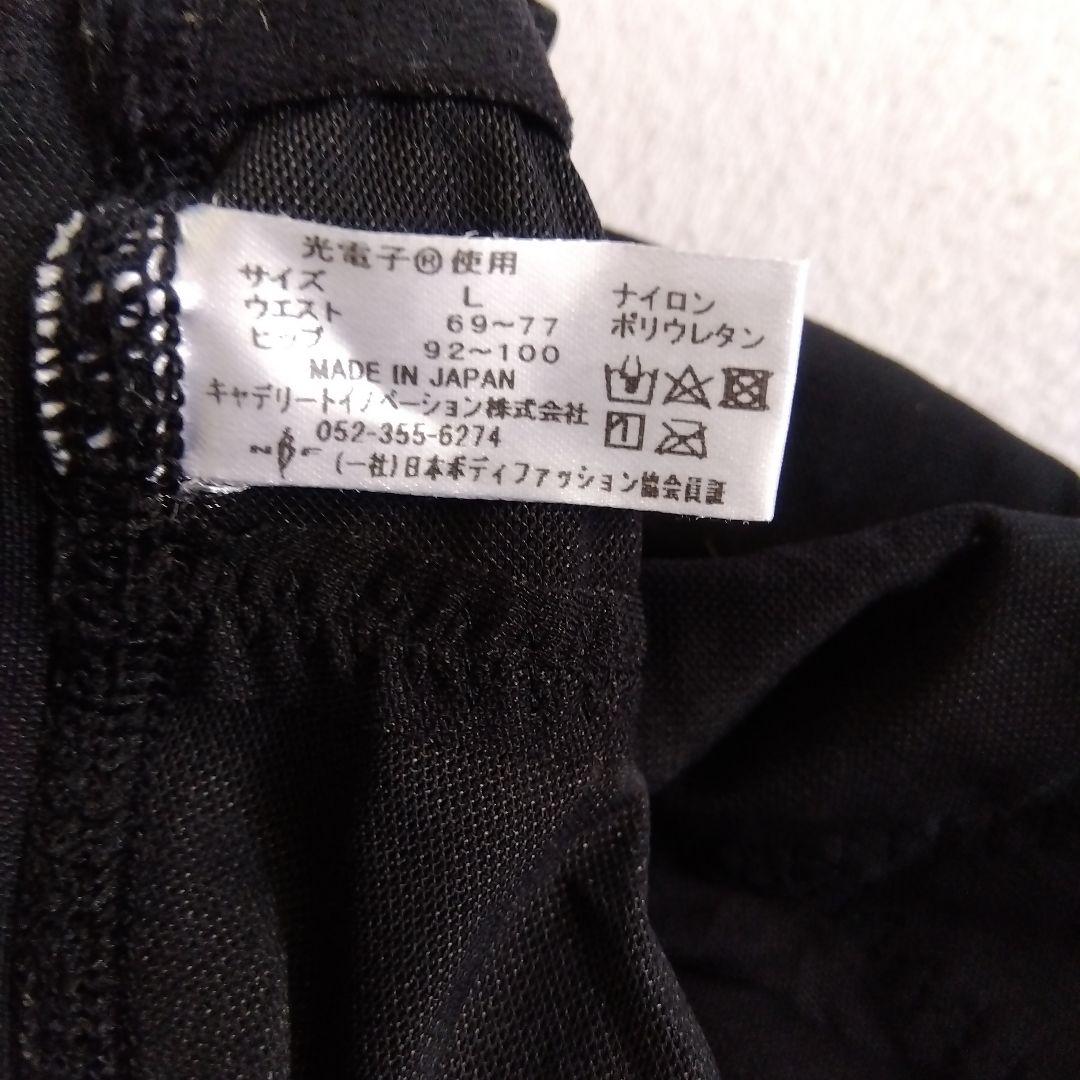 光電子Ⓡ使用
サイズ L
ウエスト 69~77
ヒップ 92~100
MADE IN JAPAN
キャデリートイノベーション株式会社
052-355-6274
(一社)日本ボディファッション協会員証
ナイロン
ポリウレタン